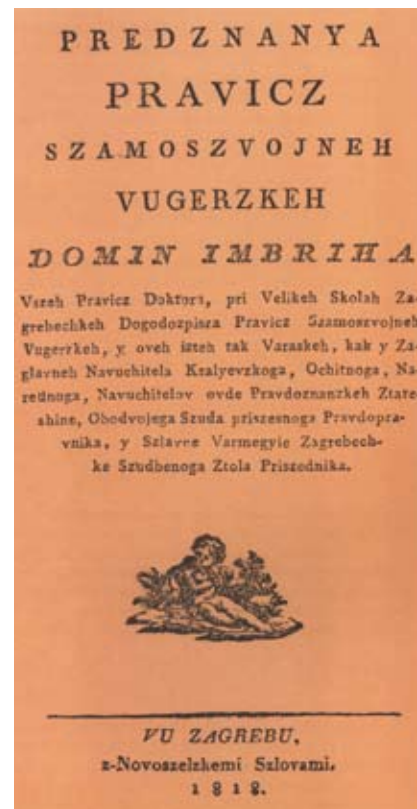 PREDZNANYA
PRAVICZ
SZAMOSZVOJNEH
VUGERZKEH
DOMIN IMBRIHA
Vszeh Pravicz Doktora, pri Velikeh Skolah Za-
grebechkeh Dogodozpisza Pravicz Szamoszvojneh
Vugerzkeh, y oveh iszteh tak Varaskeh, kak y Za-
glavneh Navuchitela Kralyevzkoga, Ochitnoga, Na-
rednoga, Navuchitelov ovde Pravdoznanzkeh Ztare-
shine, Obodvojega Szuda priszesnoga Pravdopra-
vnika, y Szlavne Varmegyie Zagrebech-
ke Szudbenoga Ztola Priszednika.
VU ZAGREBU,
z-Novoszelzkemi Szlovami.
1818.